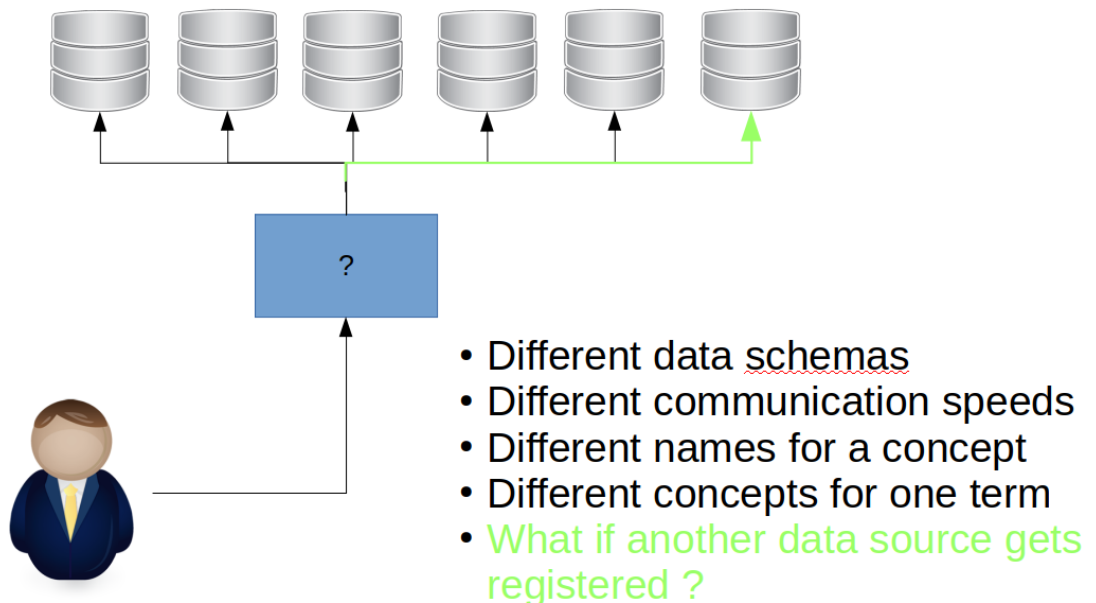 ?
• Different data schemas
• Different communication speeds
• Different names for a concept
• Different concepts for one term
• What if another data source gets
registered ?